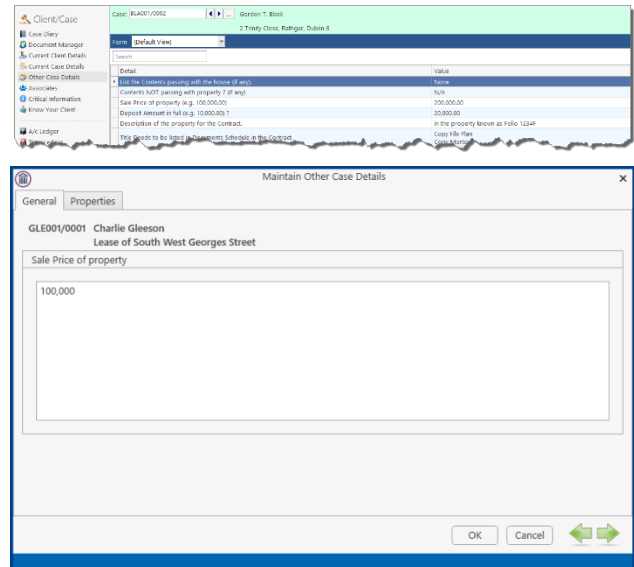 Client/Case
Case: BLA001/0002 ... Gordon T. Black
2 Trinity Close, Rathgar, Dublin 6
Case Diary
Document Manager
Current Client Details
Current Case Details
Other Case Details
Associates
Critical Information
Know Your Client
A/c Ledger
Form (Default View)
Search
Detail Value
List the Contents passing with the house (if any). None
Contents NOT passing with property ? (if any) N/A
Sale Price of property (e.g. 100,000.00) 200,000.00
Deposit Amount in full (e.g. 10,000.00) ? 20,000.00
Description of the property for the Contract. in the property known as Folio 1234F
Title Deeds to be listed in Documents Schedule in the Contract Copy File Plan
Maintain Other Case Details x
General Properties
GLE001/0001 Charlie Gleeson
Lease of South West Georges Street
Sale Price of property
100,000
OK Cancel